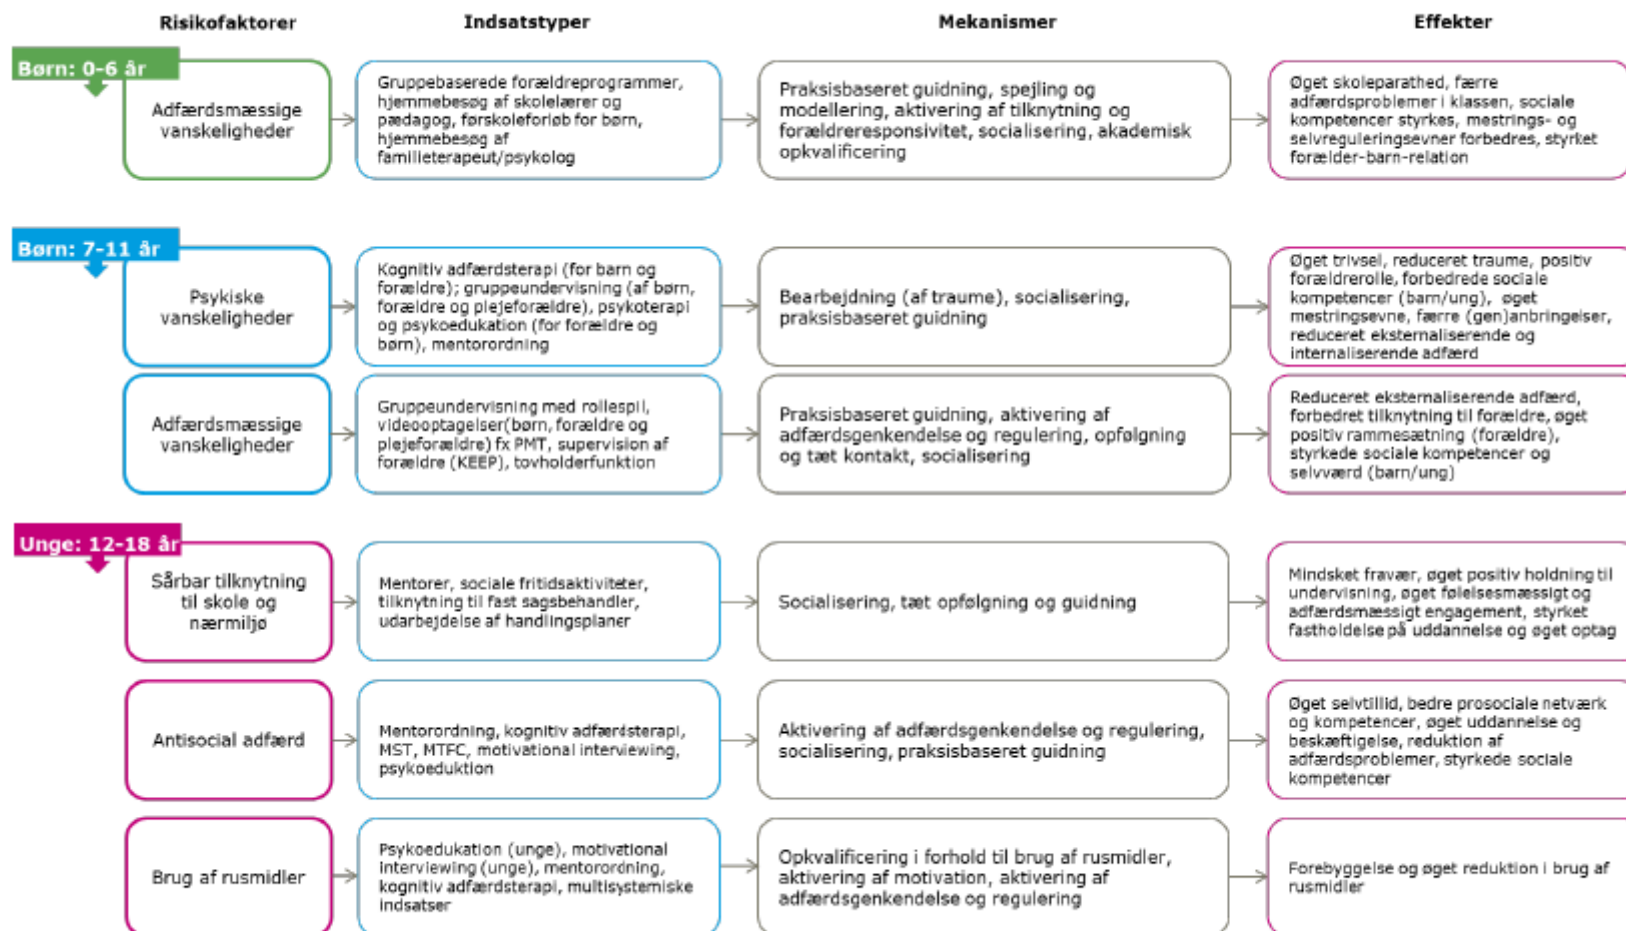 Risikofaktorer
Indsatstyper
Mekanismer
Effekter
Børn: 0-6 år
Adfærdsmæssige
vanskeligheder
Gruppebaserede forældreprogrammer,
hjemmebesøg af skolelærer og
pædagog, førskoleforløb for børn,
hjemmebesøg af
familieterapeut/psykolog
Praksisbaseret guidning, spejling og
modellering, aktivering af tilknytning og
forældreresponsivitet, socialisering, akademisk
opkvalificering
Øget skoleparathed, færre
adfærdsproblemer i klassen, sociale
kompetencer styrkes, mestrings- og
selvreguleringsevner forbedres, styrket
forælder-barn-relation
Børn: 7-11 år
Psykiske
vanskeligheder
Kognitiv adfærdsterapi (for barn og
forældre); gruppeundervisning (af børn,
forældre og plejeforældre), psykoterapi
og psykoedukation (for forældre og
børn), mentorordning
Bearbejdning (af traume), socialisering,
praksisbaseret guidning
Øget trivsel, reduceret traume, positiv
forældrerolle, forbedrede sociale
kompetencer (barn/ung), øget
mestringsevne, færre (gen)anbringelser,
reduceret eksternaliserende og
internaliserende adfærd
Adfærdsmæssige
vanskeligheder
Gruppeundervisning med rollespil,
videooptagelser(børn, forældre og
plejeforældre) fx PMT, supervision af
forældre (KEEP), tovholderfunktion
Praksisbaseret guidning, aktivering af
adfærdsgenkendelse og regulering, opfølgning
og tæt kontakt, socialisering
Reduceret eksternaliserende adfærd,
forbedret tilknytning til forældre, øget
positiv rammesætning (forældre),
styrkede sociale kompetencer og
selvværd (barn/ung)
Unge: 12-18 år
Sårbar tilknytning
til skole og
nærmiljø
Mentorer, sociale fritidsaktiviteter,
tilknytning til fast sagsbehandler,
udarbejdelse af handlingsplaner
Socialisering, tæt opfølgning og guidning
Mindsket fravær, øget positiv holdning til
undervisning, øget følelsesmæssigt og
adfærdsmæssigt engagement, styrket
fastholdelse på uddannelse og øget optag
Antisocial adfærd
Mentorordning, kognitiv adfærdsterapi,
MST, MTFC, motivational interviewing,
psykoeduktion
Aktivering af adfærdsgenkendelse og regulering,
socialisering, praksisbaseret guidning
Øget selvtillid, bedre prosociale netværk
og kompetencer, øget uddannelse og
beskæftigelse, reduktion af
adfærdsproblemer, styrkede sociale
kompetencer
Brug af rusmidler
Psykoedukation (unge), motivational
interviewing (unge), mentorordning,
kognitiv adfærdsterapi, multisystemiske
indsatser
Opkvalificering i forhold til brug af rusmidler,
aktivering af motivation, aktivering af
adfærdsgenkendelse og regulering
Forebyggelse og øget reduktion i brug af
rusmidler